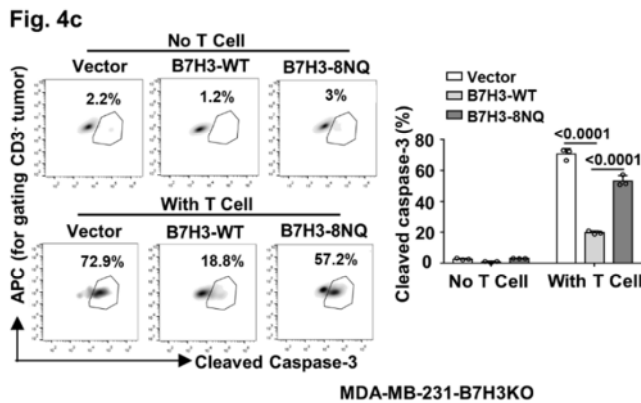 Fig. 4c
No T Cell
Vector B7H3-WT B7H3-8NQ
2.2% 1.2% 3%
With T Cell
Vector B7H3-WT B7H3-8NQ
72.9% 18.8% 57.2%
APC (for gating CD3- tumor)
Cleaved Caspase-3
Vector
B7H3-WT
B7H3-8NQ
<0.0001
<0.0001
Cleaved caspase-3 (%)
80
60
40
20
0
No T Cell With T Cell
MDA-MB-231-B7H3KO